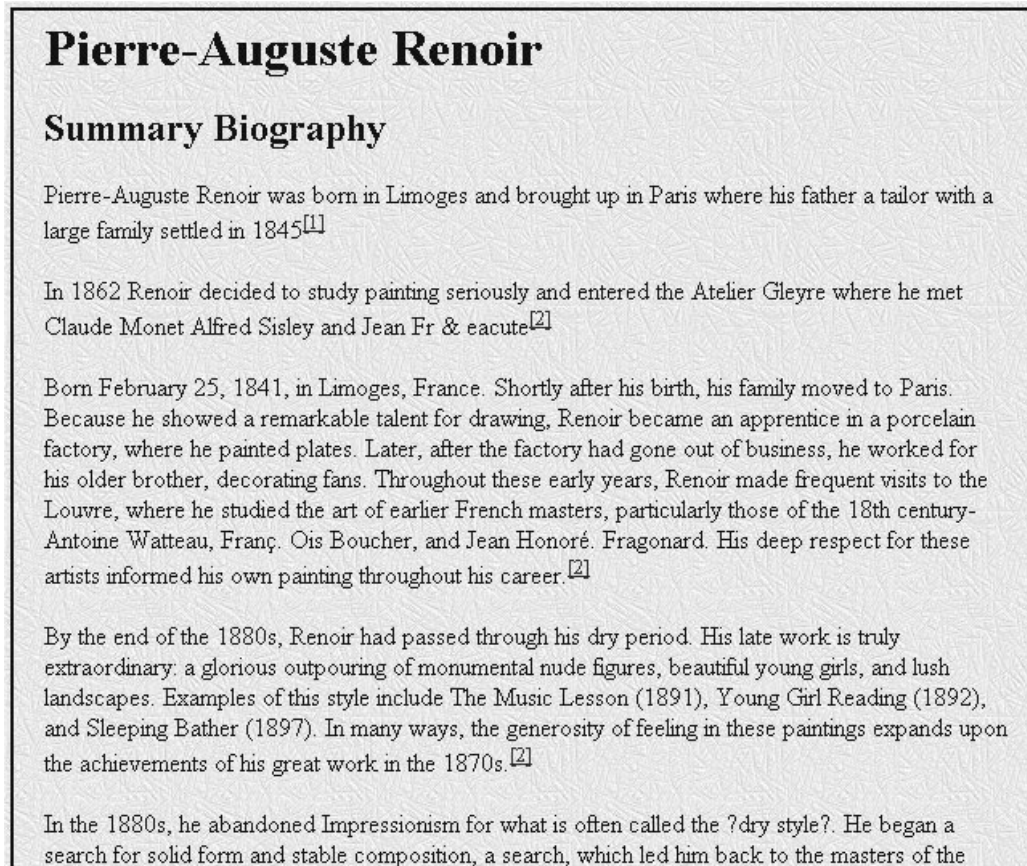 Pierre-Auguste Renoir
Summary Biography
Pierre-Auguste Renoir was born in Limoges and brought up in Paris where his father a tailor with a
large family settled in 1845[1]
In 1862 Renoir decided to study painting seriously and entered the Atelier Gleyre where he met
Claude Monet Alfred Sisley and Jean Fr & eacute[2]
Born February 25, 1841, in Limoges, France. Shortly after his birth, his family moved to Paris.
Because he showed a remarkable talent for drawing, Renoir became an apprentice in a porcelain
factory, where he painted plates. Later, after the factory had gone out of business, he worked for
his older brother, decorating fans. Throughout these early years, Renoir made frequent visits to the
Louvre, where he studied the art of earlier French masters, particularly those of the 18th century-
Antoine Watteau, Franç. Ois Boucher, and Jean Honoré. Fragonard. His deep respect for these
artists informed his own painting throughout his career.[2]
By the end of the 1880s, Renoir had passed through his dry period. His late work is truly
extraordinary: a glorious outpouring of monumental nude figures, beautiful young girls, and lush
landscapes. Examples of this style include The Music Lesson (1891), Young Girl Reading (1892),
and Sleeping Bather (1897). In many ways, the generosity of feeling in these paintings expands upon
the achievements of his great work in the 1870s.[2]
In the 1880s, he abandoned Impressionism for what is often called the ?dry style?. He began a
search for solid form and stable composition, a search, which led him back to the masters of the